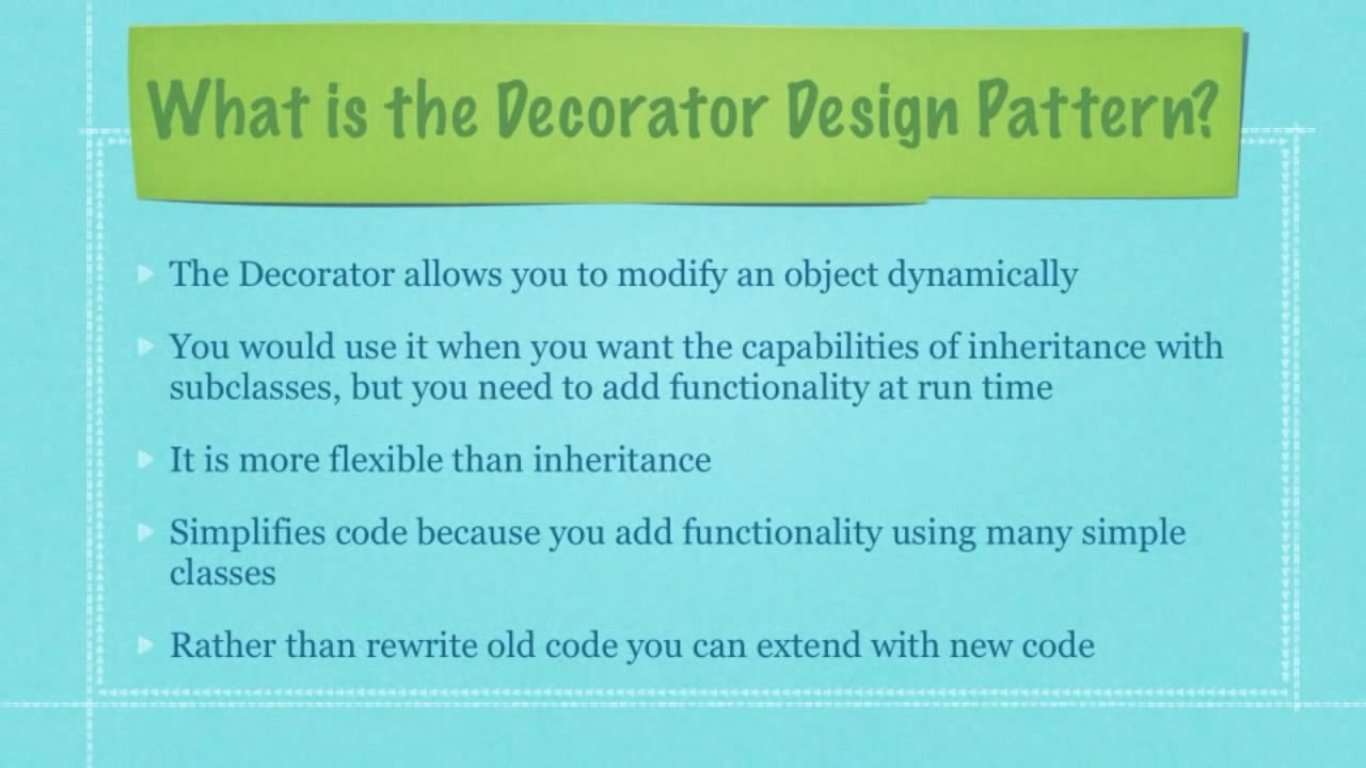 What is the Decorator Design Pattern?
The Decorator allows you to modify an object dynamically
You would use it when you want the capabilities of inheritance with
subclasses, but you need to add functionality at run time
It is more flexible than inheritance
Simplifies code because you add functionality using many simple
classes
Rather than rewrite old code you can extend with new code